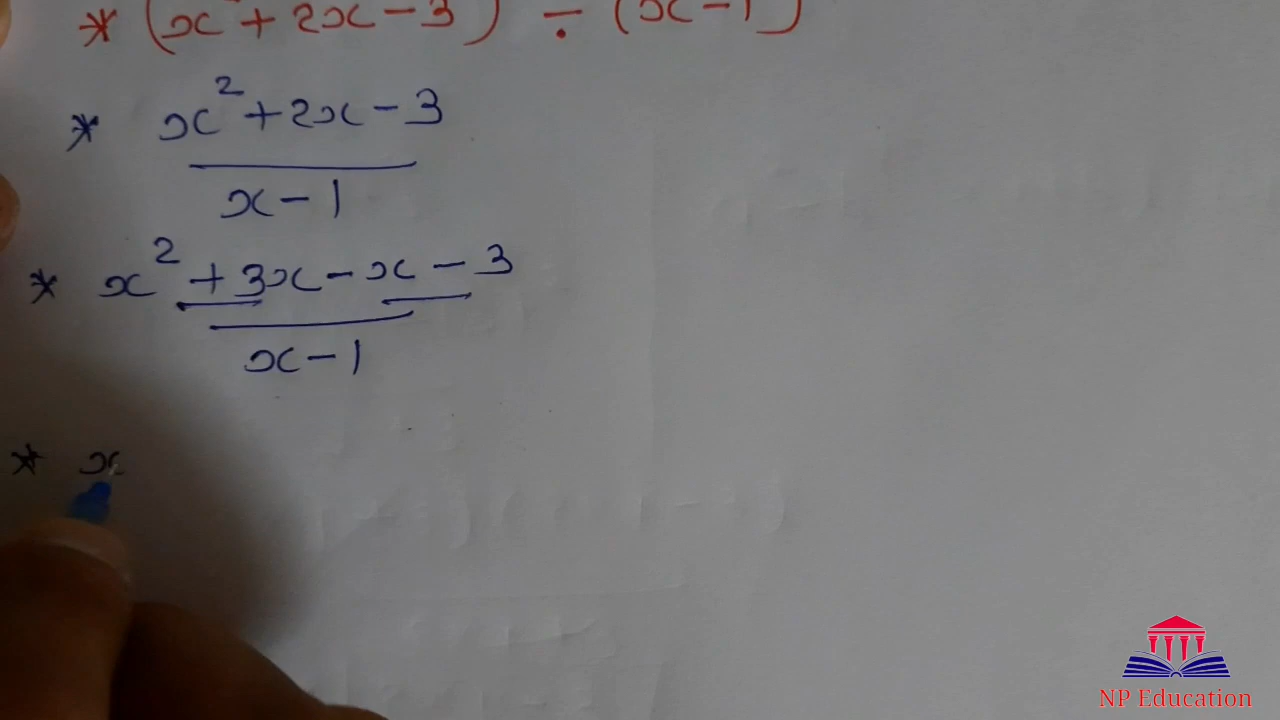 * (x² + 2x - 3) ÷ (x - 1)
* x² + 2x - 3
x - 1
* x² + 3x - x - 3
x - 1
* x
NP Education